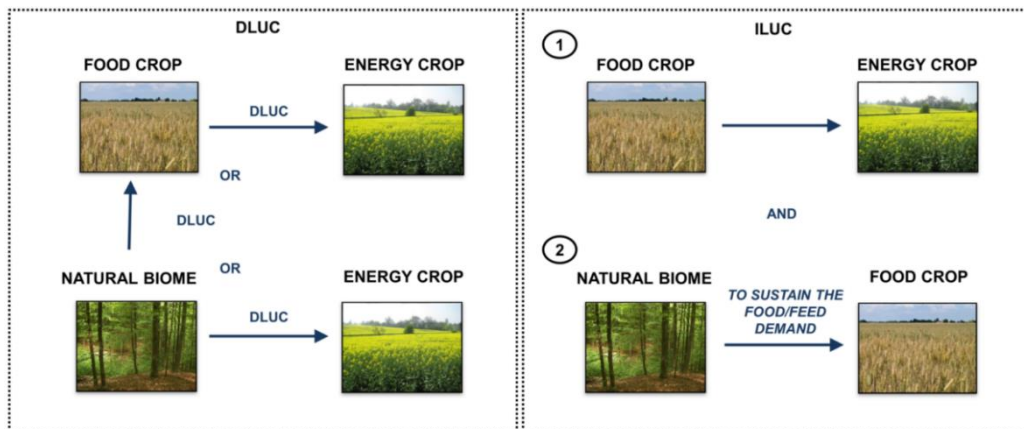 DLUC
FOOD CROP
ENERGY CROP
DLUC
OR
DLUC
OR
NATURAL BIOME
ENERGY CROP
DLUC
ILUC
1
FOOD CROP
ENERGY CROP
AND
2
NATURAL BIOME
FOOD CROP
TO SUSTAIN THE
FOOD/FEED
DEMAND